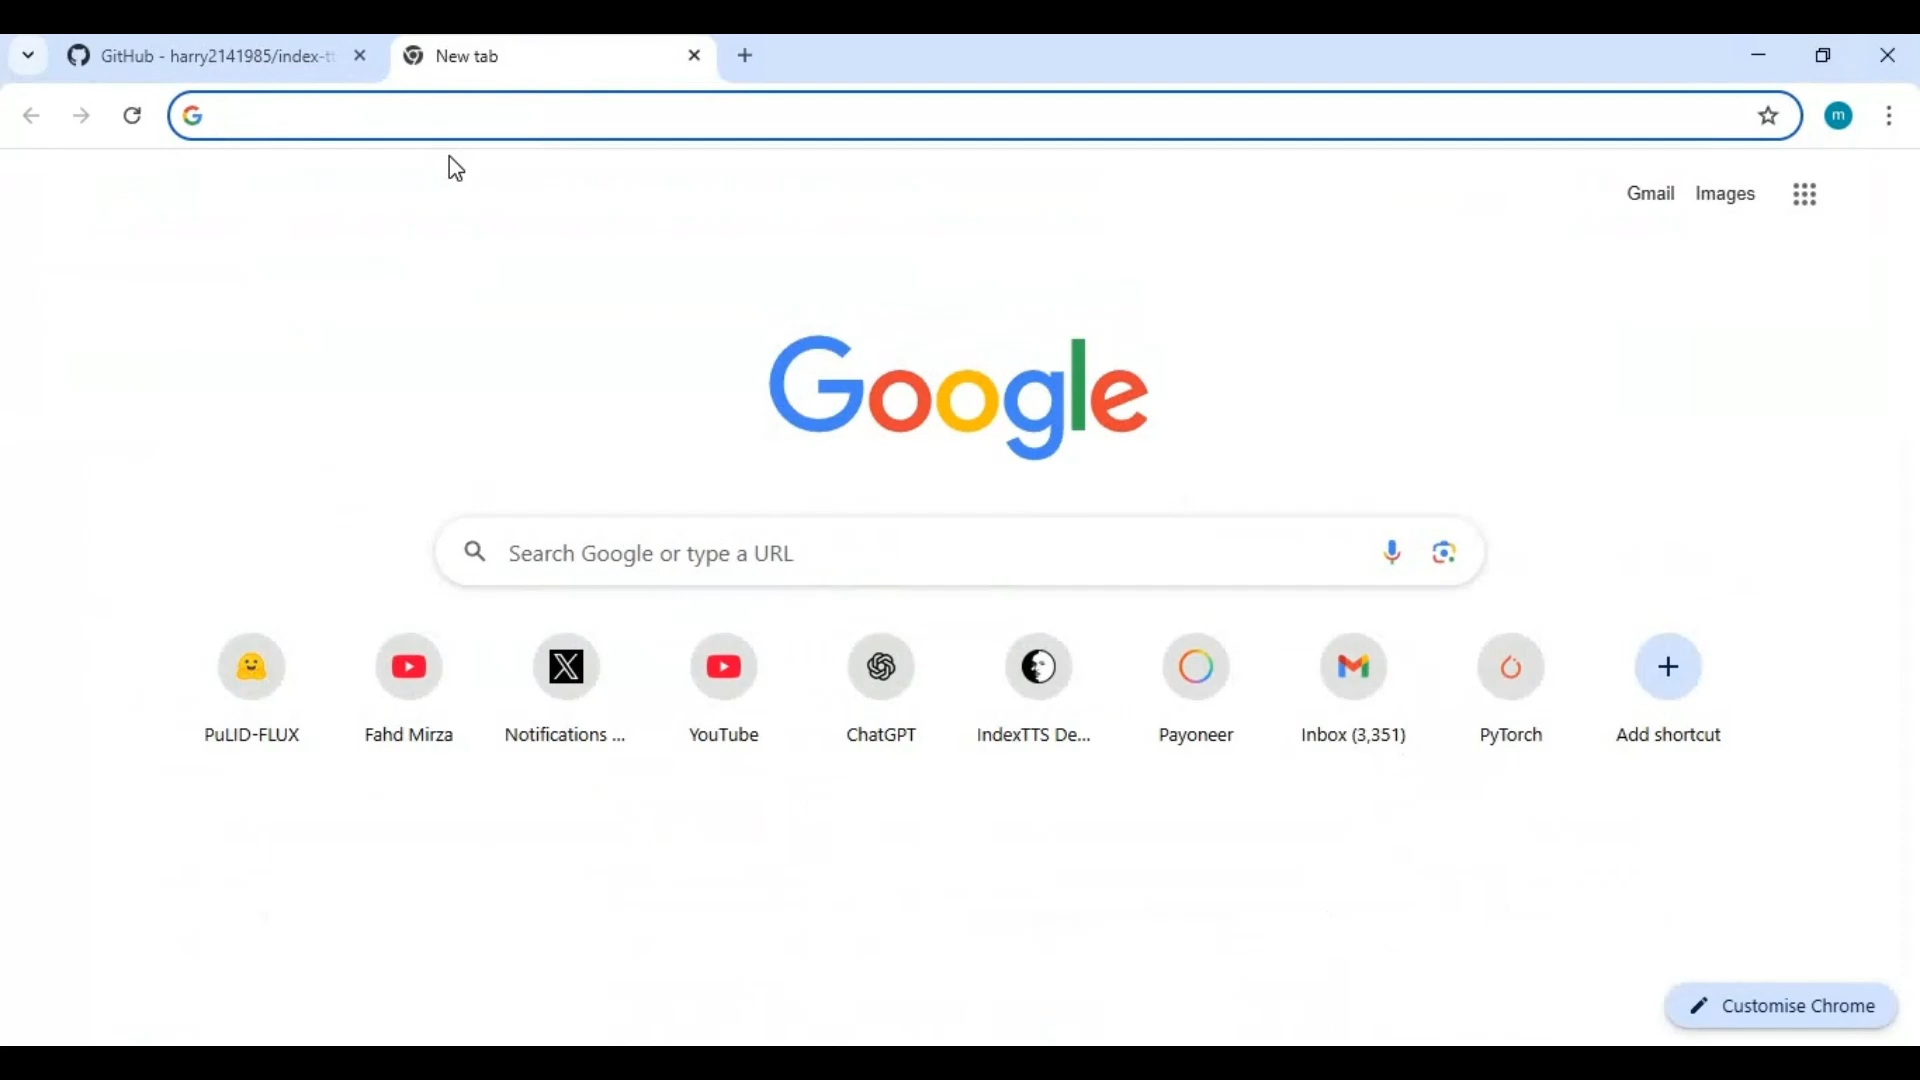 GitHub - harry2141985/index-tt
New tab
m
Gmail Images
Google
Search Google or type a URL
PuLID-FLUX
Fahd Mirza
Notifications ...
YouTube
ChatGPT
IndexTTS De...
Payoneer
Inbox (3,351)
PyTorch
Add shortcut
Customise Chrome